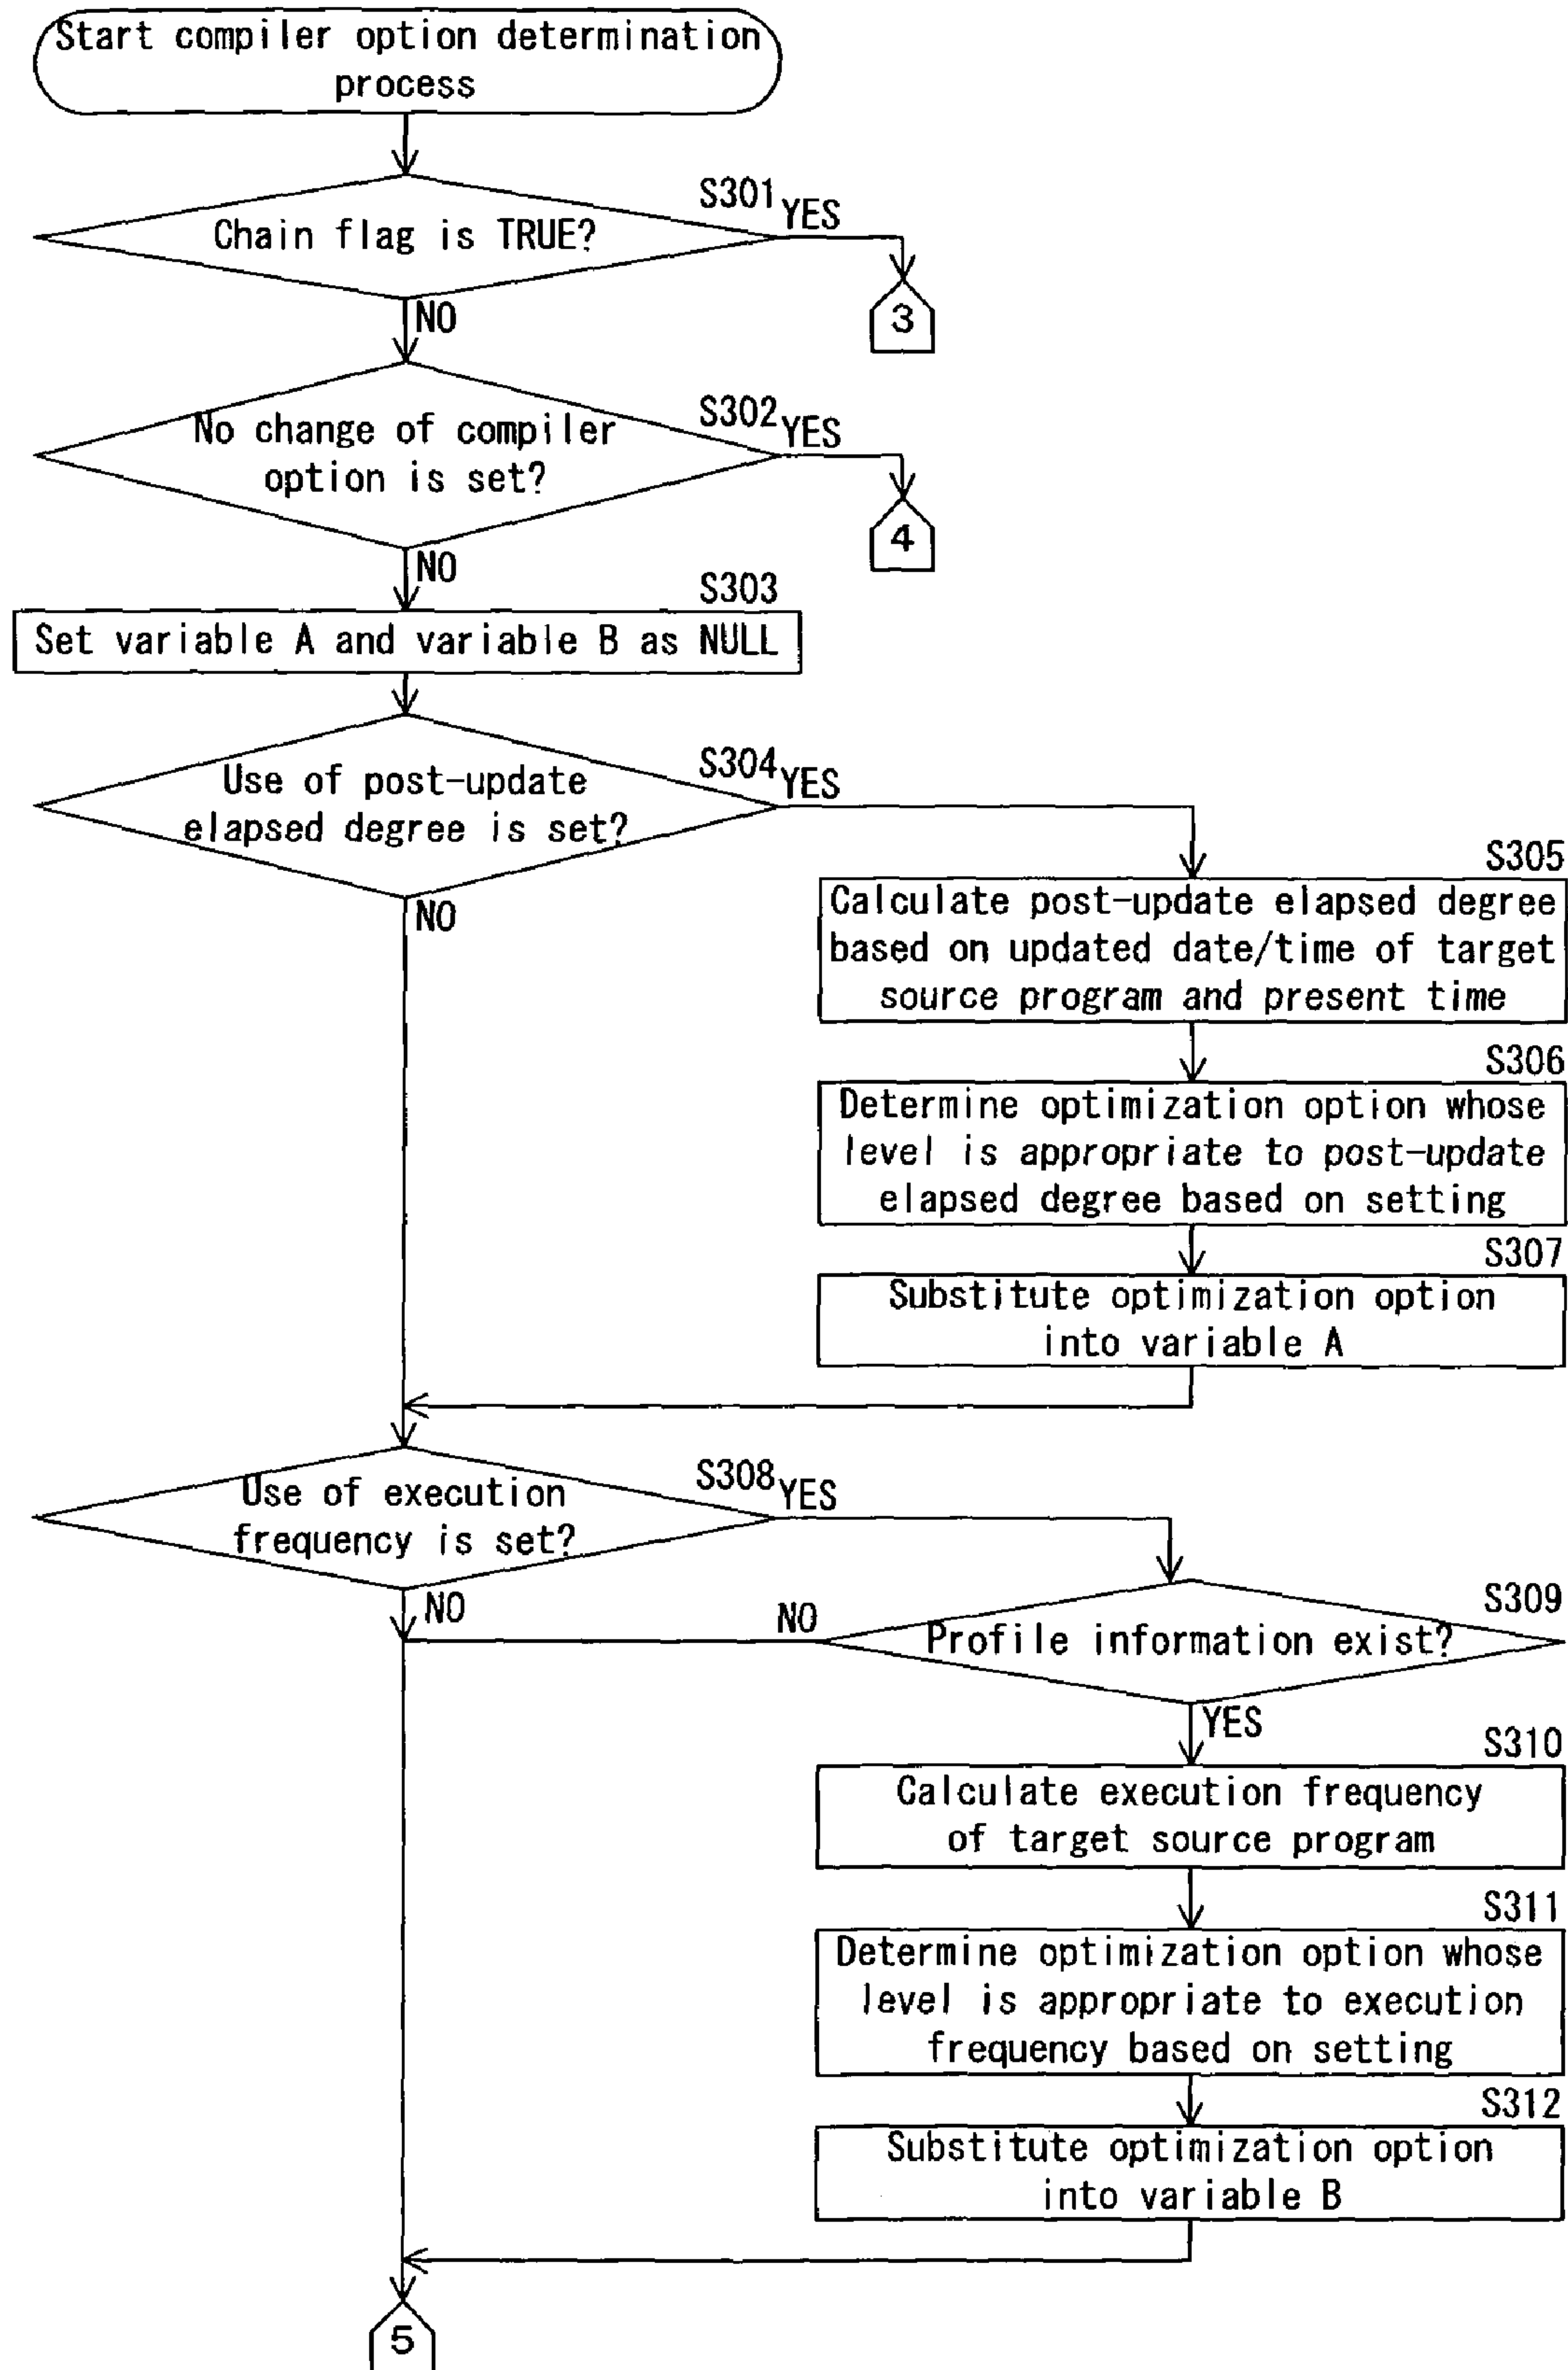 Start compiler option determination
process
S301
YES
Chain flag is TRUE?
3
NO
S302
YES
No change of compiler
option is set?
4
NO
S303
Set variable A and variable B as NULL
S304
YES
Use of post-update
elapsed degree is set?
NO
S305
Calculate post-update elapsed degree
based on updated date/time of target
source program and present time
S306
Determine optimization option whose
level is appropriate to post-update
elapsed degree based on setting
S307
Substitute optimization option
into variable A
S308
YES
Use of execution
frequency is set?
NO
S309
NO
Profile information exist?
YES
S310
Calculate execution frequency
of target source program
S311
Determine optimization option whose
level is appropriate to execution
frequency based on setting
S312
Substitute optimization option
into variable B
5